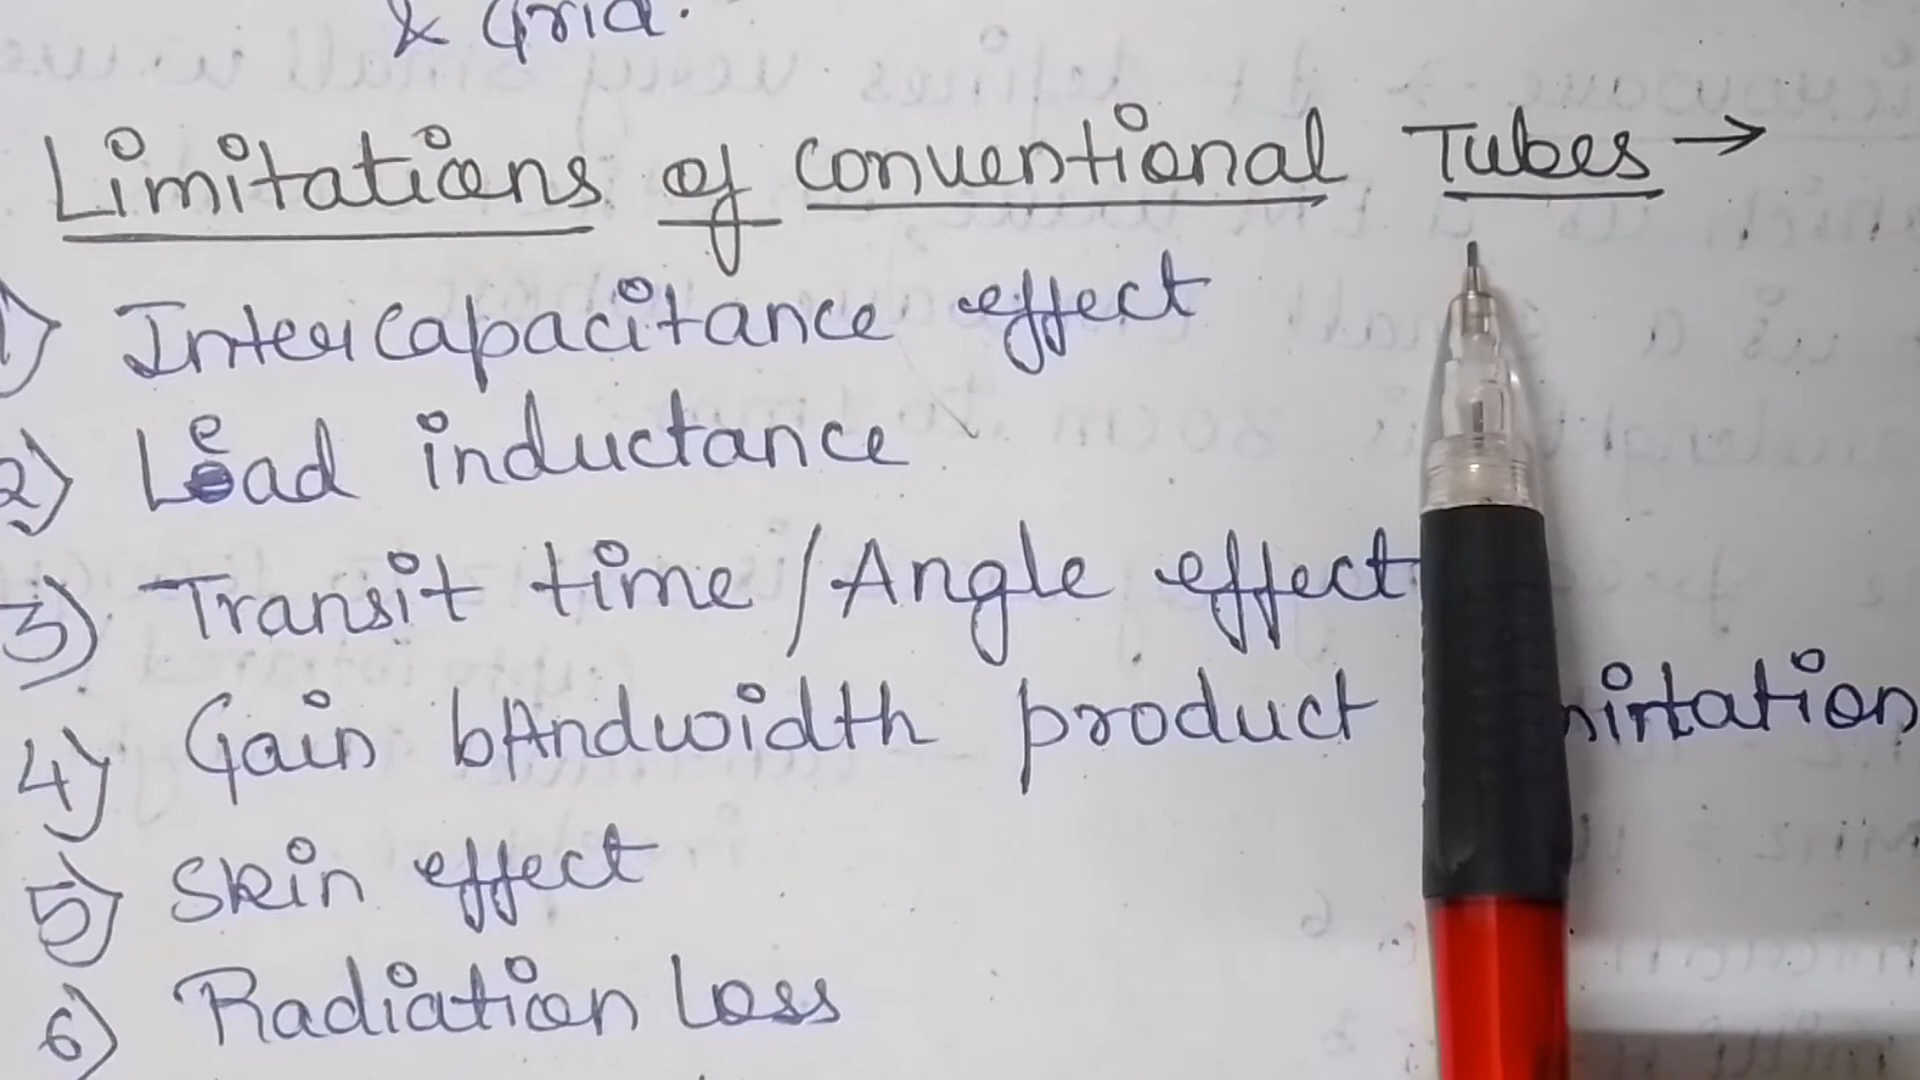 & Grid.
Limitations of conventional Tubes →
1) Intercapacitance effect
2) Lead inductance
3) Transit time / Angle effect
4) Gain bAndwidth product
5) Skin effect
6) Radiation Loss